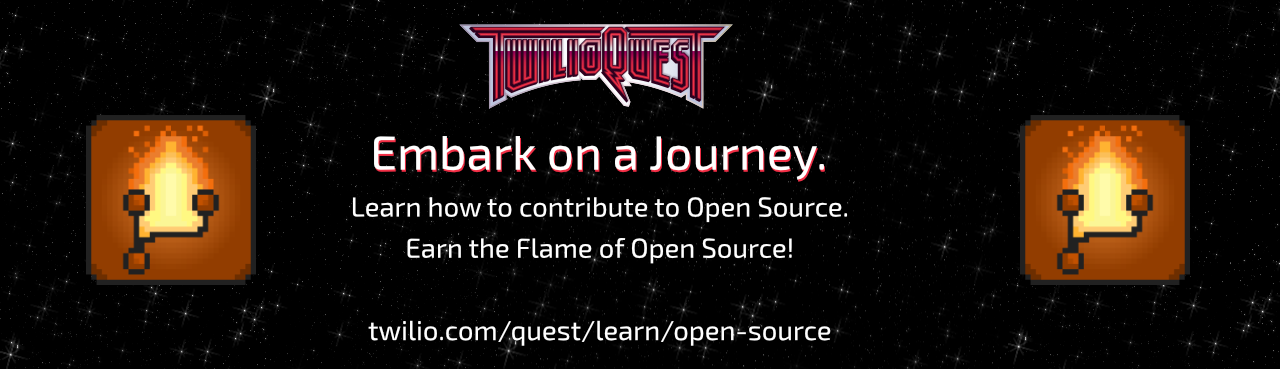 TWILIOQUEST
Embark on a Journey.
Learn how to contribute to Open Source.
Earn the Flame of Open Source!
twilio.com/quest/learn/open-source